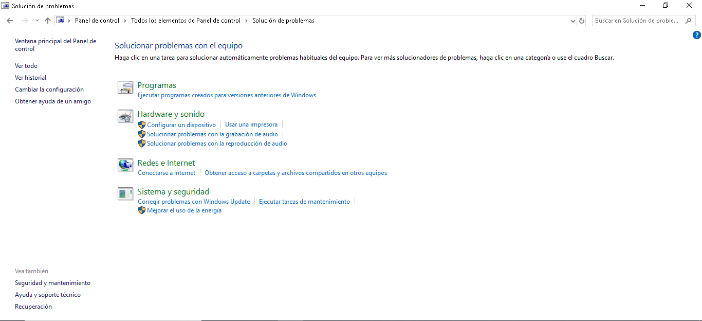 Solución de problemas
Panel de control › Todos los elementos de Panel de control › Solución de problemas
Buscar en Solución de proble...
Ventana principal del Panel de
control
Ver todo
Ver historial
Cambiar la configuración
Obtener ayuda de un amigo
Solucionar problemas con el equipo
Haga clic en una tarea para solucionar automáticamente problemas habituales del equipo. Para ver más solucionadores de problemas, haga clic en una categoría o use el cuadro Buscar.
Programas
Ejecutar programas creados para versiones anteriores de Windows
Hardware y sonido
Configurar un dispositivo | Usar una impresora |
Solucionar problemas con la grabación de audio
Solucionar problemas con la reproducción de audio
Redes e Internet
Conectarse a Internet | Obtener acceso a carpetas y archivos compartidos en otros equipos
Sistema y seguridad
Corregir problemas con Windows Update | Ejecutar tareas de mantenimiento |
Mejorar el uso de la energía
Vea también
Seguridad y mantenimiento
Ayuda y soporte técnico
Recuperación